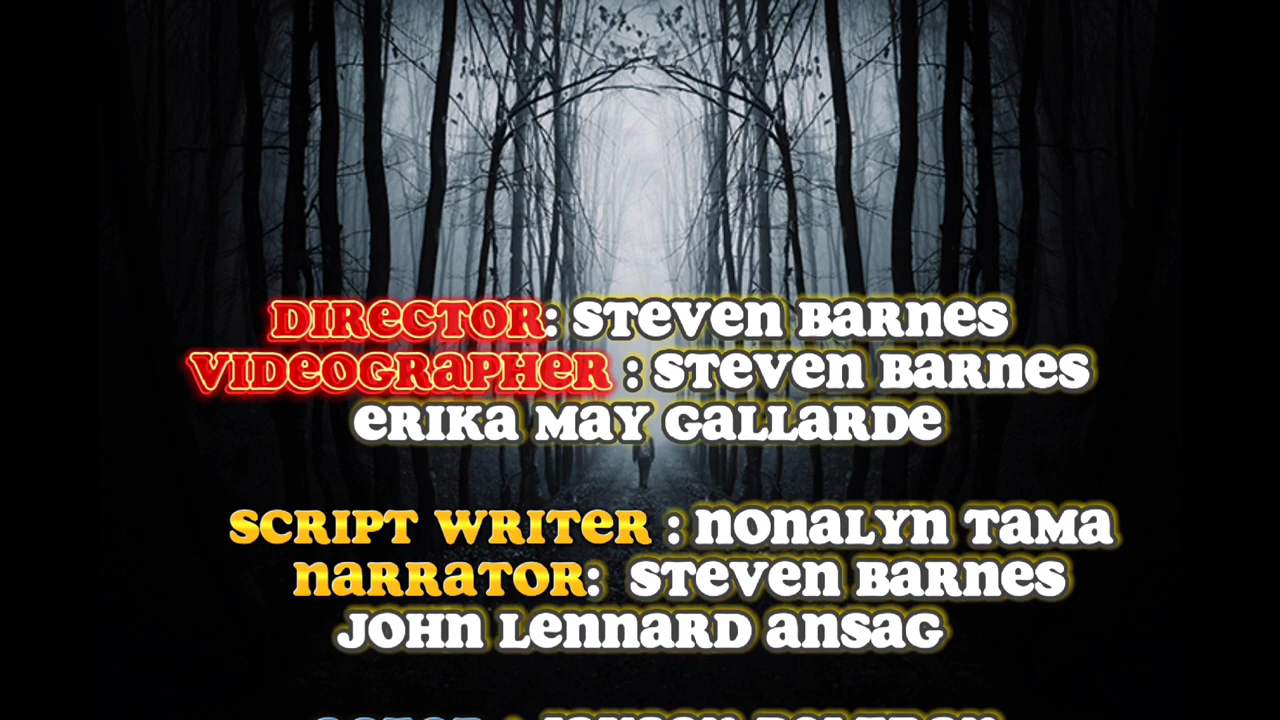 DIRECTOR: STEVEN BARNES
VIDEOGRAPHER : STEVEN BARNES
ERIKA MAY GALLARDE
SCRIPT WRITER : NONALYN TAMA
NARRATOR: STEVEN BARNES
JOHN LENNARD ANSAG